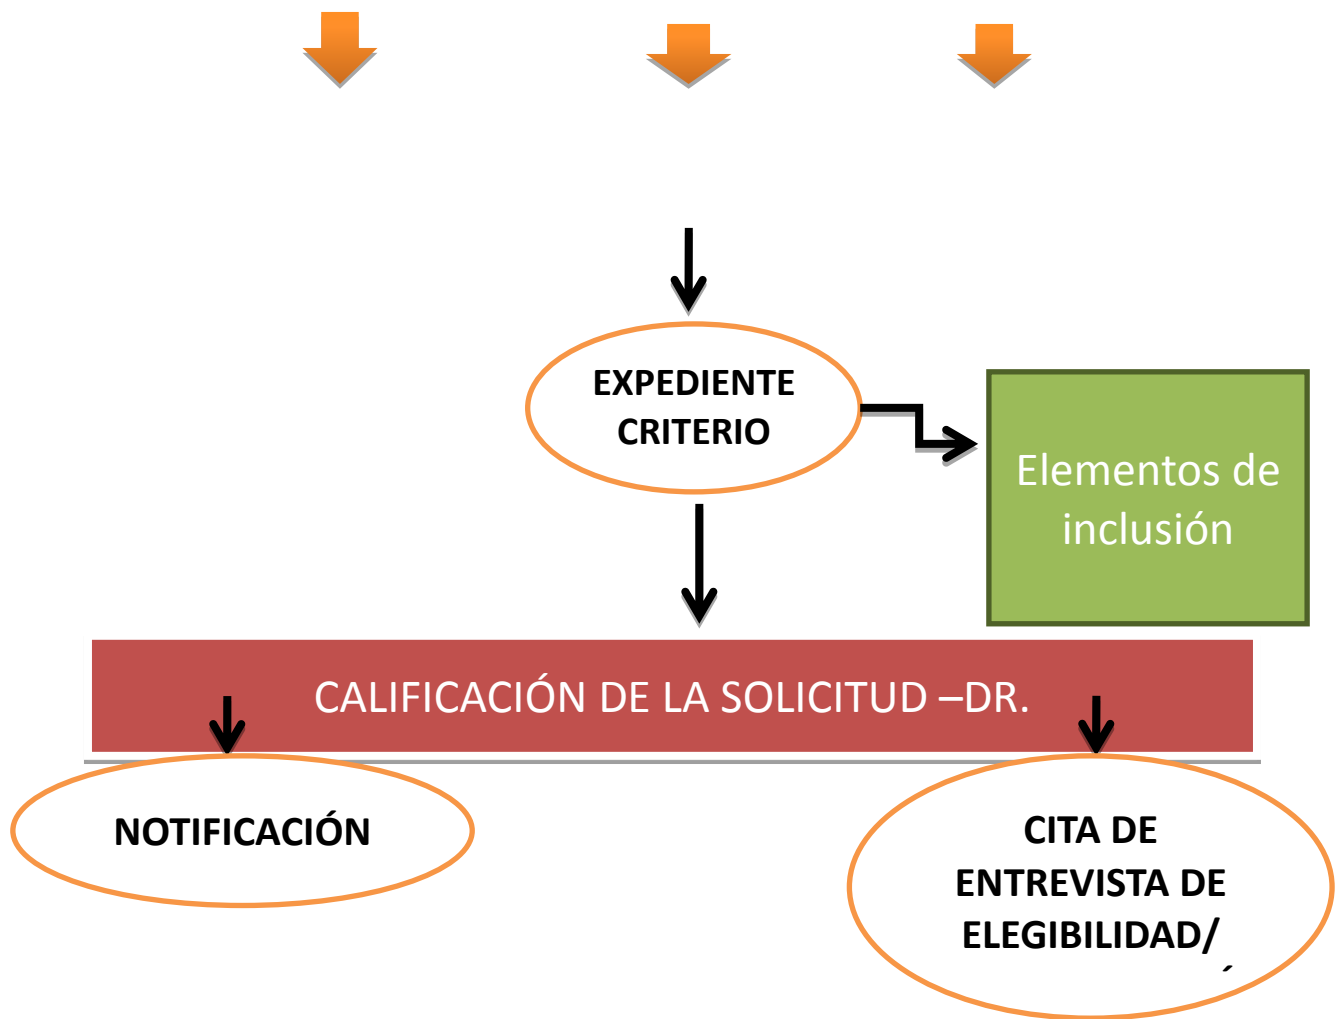 EXPEDIENTE
CRITERIO
Elementos de
inclusión
CALIFICACIÓN DE LA SOLICITUD –DR.
NOTIFICACIÓN
CITA DE
ENTREVISTA DE
ELEGIBILIDAD/